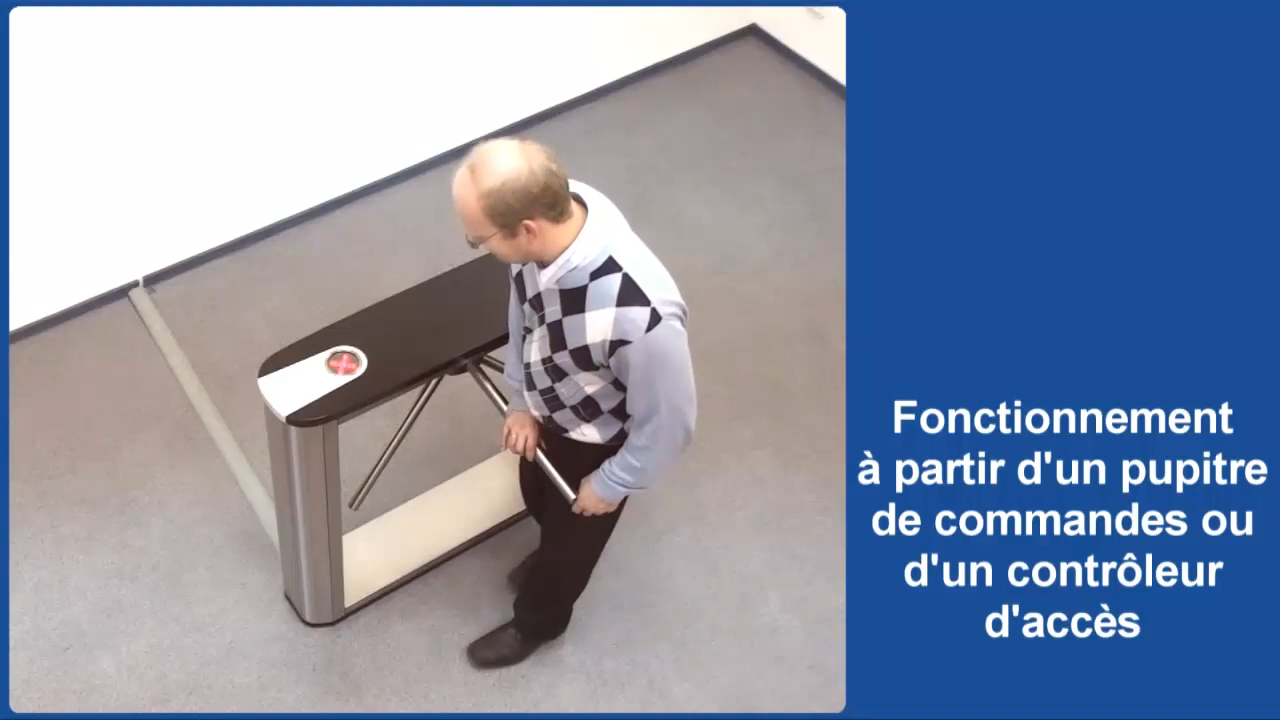 Fonctionnement
à partir d'un pupitre
de commandes ou
d'un contrôleur
d'accès